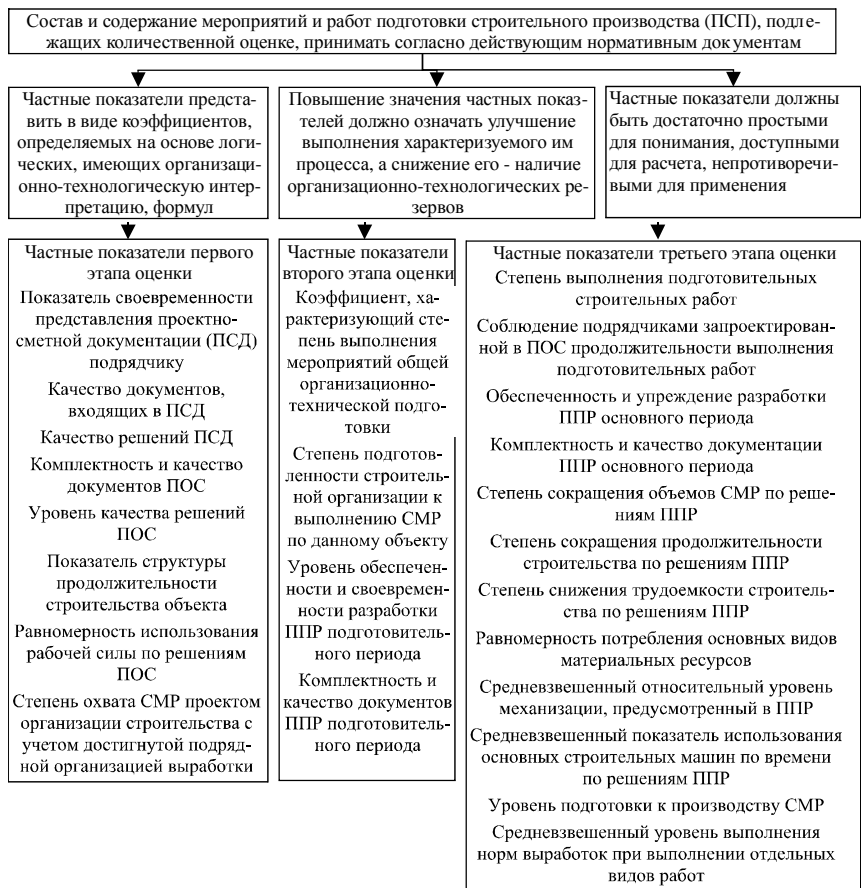 Состав и содержание мероприятий и работ подготовки строительного производства (ПСП), подле-
жащих количественной оценке, принимать согласно действующим нормативным документам
Частные показатели предста-
вить в виде коэффициентов,
определяемых на основе логи-
ческих, имеющих организаци-
онно-технологическую интер-
претацию, формул
Повышение значения частных показ-
телей должно означать улучшение
выполнения характеризуемого им
процесса, а снижение его - наличие
организационно-технологических ре-
зервов
Частные показатели должны
быть достаточно простыми
для понимания, доступными
для расчета, непротиворечи-
выми для применения
Частные показатели первого
этапа оценки
Показатель своевременности
представления проектно-
сметной документации (ПСД)
подрядчику
Качество документов,
входящих в ПСД
Качество решений ПСД
Комплектность и качество
документов ПОС
Уровень качества решений
ПОС
Показатель структуры
продолжительности
строительства объекта
Равномерность использования
рабочей силы по решениям
ПОС
Степень охвата СМР проектом
организации строительства с
учетом достигнутой подряд-
ной организацией выработки
Частные показатели
второго этапа оценки
Коэффициент, ха-
рактеризующий сте-
пень выполнения
мероприятий общей
организационно-
технической подго-
товки
Степень подготов-
ленности строитель-
ной организации к
выполнению СМР
по данному объекту
Уровень обеспечен-
ности и своевремен-
ности разработки
ППР подготовитель-
ного периода
Комплектность и
качество документов
ППР подготовитель-
ного периода
Частные показатели третьего этапа оценки
Степень выполнения подготовительных
строительных работ
Соблюдение подрядчиками запроектирован-
ной в ПОС продолжительности выполнения
подготовительных работ
Обеспеченность и упреждение разработки
ППР основного периода
Комплектность и качество документации
ППР основного периода
Степень сокращения объемов СМР по реше-
ниям ППР
Степень сокращения продолжительности
строительства по решениям ППР
Степень снижения трудоемкости строитель-
ства по решениям ППР
Равномерность потребления основных видов
материальных ресурсов
Средневзвешенный относительный уровень
механизации, предусмотренный в ППР
Средневзвешенный показатель использования
основных строительных машин по времени
по решениям ППР
Уровень подготовки к производству СМР
Средневзвешенный уровень выполнения
норм выработок при выполнении отдельных
видов работ